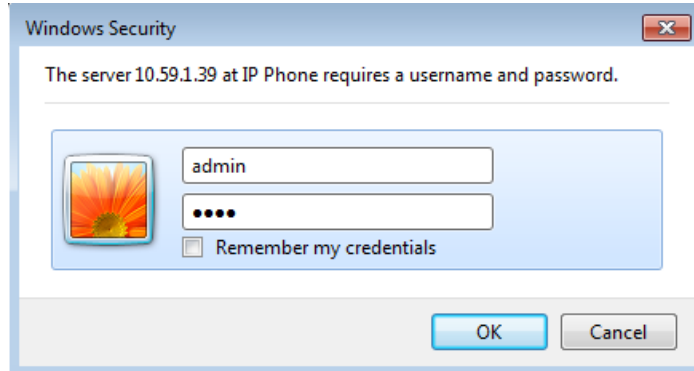 Windows Security
The server 10.59.1.39 at IP Phone requires a username and password.
admin
••••
Remember my credentials
OK
Cancel